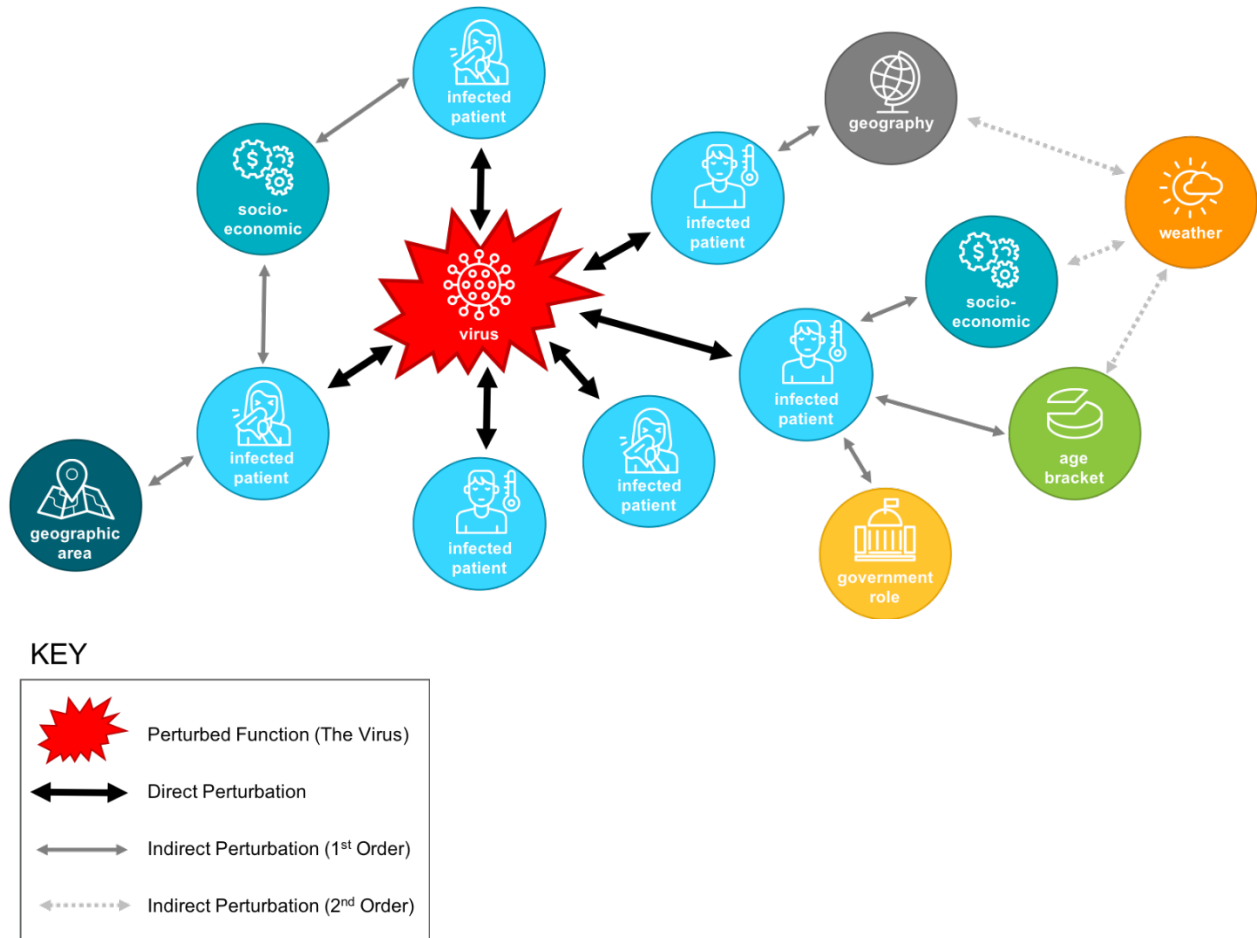 infected
patient
geography
socio-
economic
infected
patient
weather
virus
socio-
economic
infected
patient
infected
patient
age
bracket
infected
patient
geographic
area
infected
patient
government
role
KEY
Perturbed Function (The Virus)
Direct Perturbation
Indirect Perturbation (1st Order)
Indirect Perturbation (2nd Order)